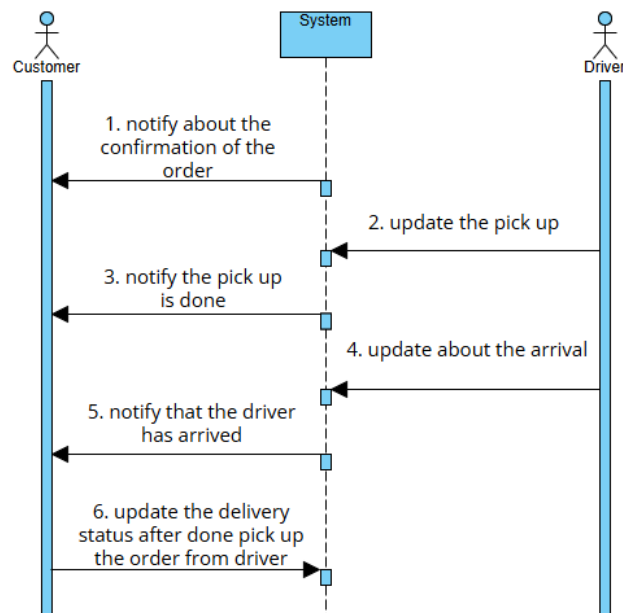 System
Customer
Driver
1. notify about the
confirmation of the
order
2. update the pick up
3. notify the pick up
is done
4. update about the arrival
5. notify that the driver
has arrived
6. update the delivery
status after done pick up
the order from driver